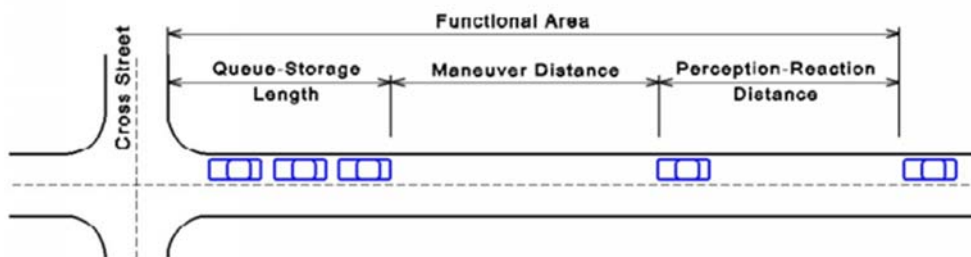 Functional Area
Cross Street
Queue-Storage
Length
Maneuver Distance
Perception-Reaction
Distance